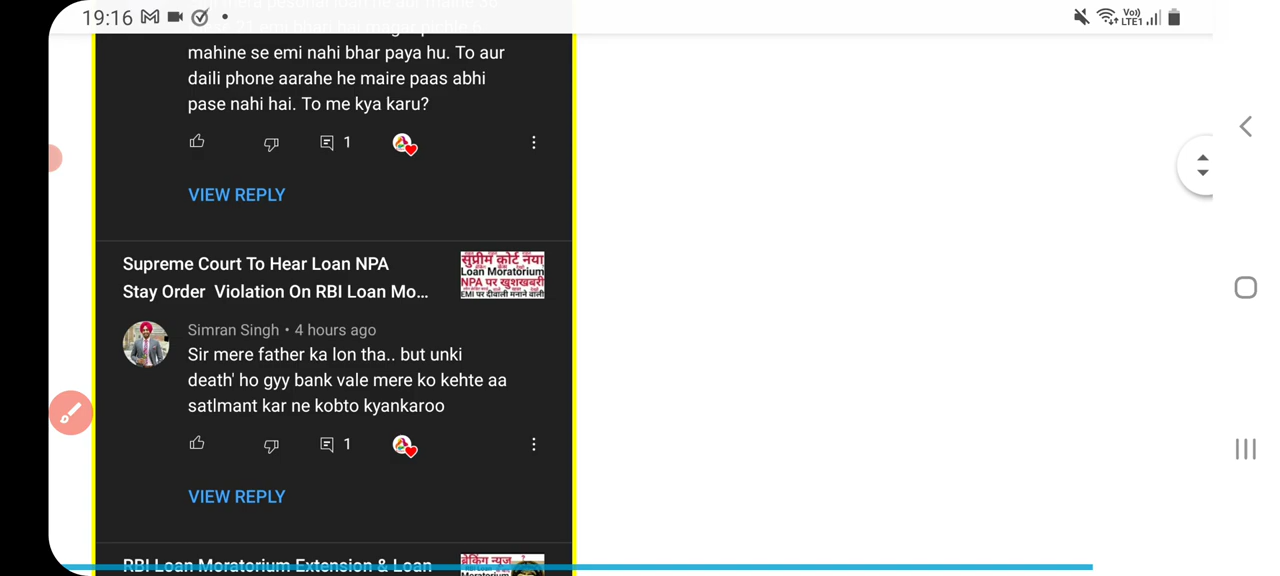 19:16
Vo))
LTE1
mahine se emi nahi bhar paya hu. To aur
daili phone aarahe he maire paas abhi
pase nahi hai. To me kya karu?
1
VIEW REPLY
Supreme Court To Hear Loan NPA
Stay Order Violation On RBI Loan Mo...
सुप्रीम कोर्ट नया
Loan Moratorium
NPA पर खुशखबरी
EMI पर दीवाली मनाने वाली
Simran Singh • 4 hours ago
Sir mere father ka lon tha.. but unki
death' ho gyy bank vale mere ko kehte aa
satlmant kar ne kobto kyankaroo
1
VIEW REPLY
RBI Loan Moratorium Extension & Loan
ब्रेकिंग न्यूज ?
Moratorium